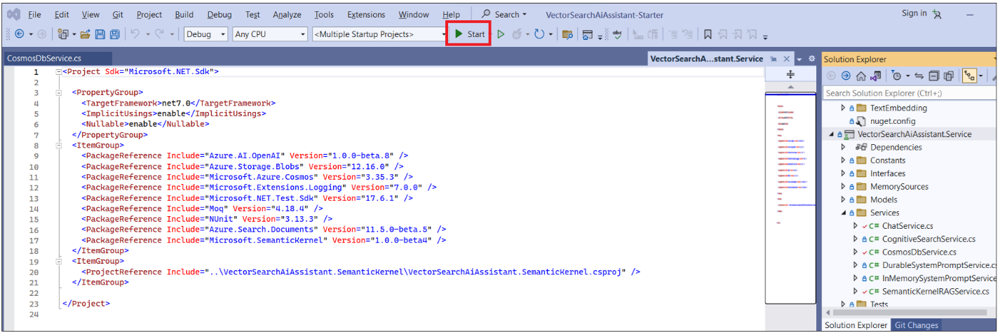 File Edit View Git Project Build Debug Test Analyze Tools Extensions Window Help Search VectorSearchAiAssistant-Starter Sign in
Debug Any CPU <Multiple Startup Projects> Start
CosmosDbService.cs VectorSearchA...stant.Service Solution Explorer
Search Solution Explorer (Ctrl+;)
1 <Project Sdk="Microsoft.NET.Sdk">
2
3 <PropertyGroup>
4 <TargetFramework>net7.0</TargetFramework>
5 <ImplicitUsings>enable</ImplicitUsings>
6 <Nullable>enable</Nullable>
7 </PropertyGroup>
8 <ItemGroup>
9 <PackageReference Include="Azure.AI.OpenAI" Version="1.0.0-beta.8" />
10 <PackageReference Include="Azure.Storage.Blobs" Version="12.16.0" />
11 <PackageReference Include="Microsoft.Azure.Cosmos" Version="3.35.3" />
12 <PackageReference Include="Microsoft.Extensions.Logging" Version="7.0.0" />
13 <PackageReference Include="Microsoft.NET.Test.Sdk" Version="17.6.1" />
14 <PackageReference Include="Moq" Version="4.18.4" />
15 <PackageReference Include="NUnit" Version="3.13.3" />
16 <PackageReference Include="Azure.Search.Documents" Version="11.5.0-beta.5" />
17 <PackageReference Include="Microsoft.SemanticKernel" Version="1.0.0-beta4" />
18 </ItemGroup>
19 <ItemGroup>
20 <ProjectReference Include="..\VectorSearchAiAssistant.SemanticKernel\VectorSearchAiAssistant.SemanticKernel.csproj" />
21 </ItemGroup>
22
23 </Project>
24
TextEmbedding
nuget.config
VectorSearchAiAssistant.Service
Dependencies
Constants
Interfaces
MemorySources
Models
Services
C# ChatService.cs
C# CognitiveSearchService.cs
C# CosmosDbService.cs
C# DurableSystemPromptService.cs
C# InMemorySystemPromptService
C# SemanticKernelRAGService.cs
Tests
Solution Explorer Git Changes